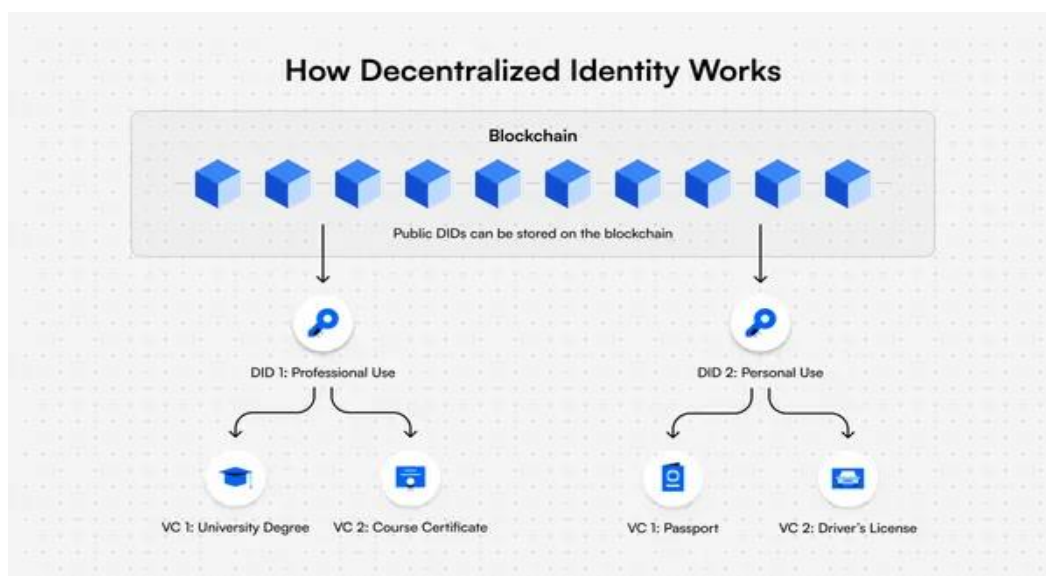 How Decentralized Identity Works
Blockchain
Public DIDs can be stored on the blockchain
DID 1: Professional Use
DID 2: Personal Use
VC 1: University Degree
VC 2: Course Certificate
VC 1: Passport
VC 2: Driver's License